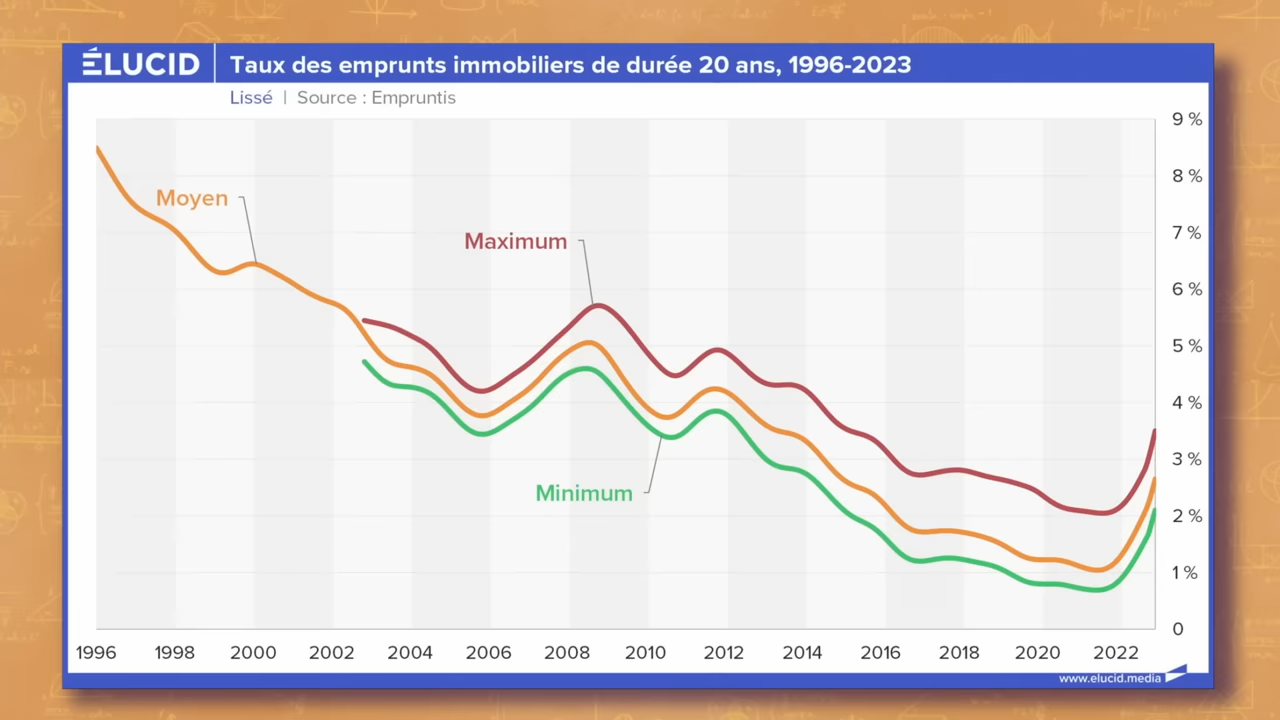 ÉLUCID
Taux des emprunts immobiliers de durée 20 ans, 1996-2023
Lissé | Source : Empruntis
9 %
8 %
7 %
6 %
5 %
4 %
3 %
2 %
1 %
0
Moyen
Maximum
Minimum
1996 1998 2000 2002 2004 2006 2008 2010 2012 2014 2016 2018 2020 2022
www.elucid.media